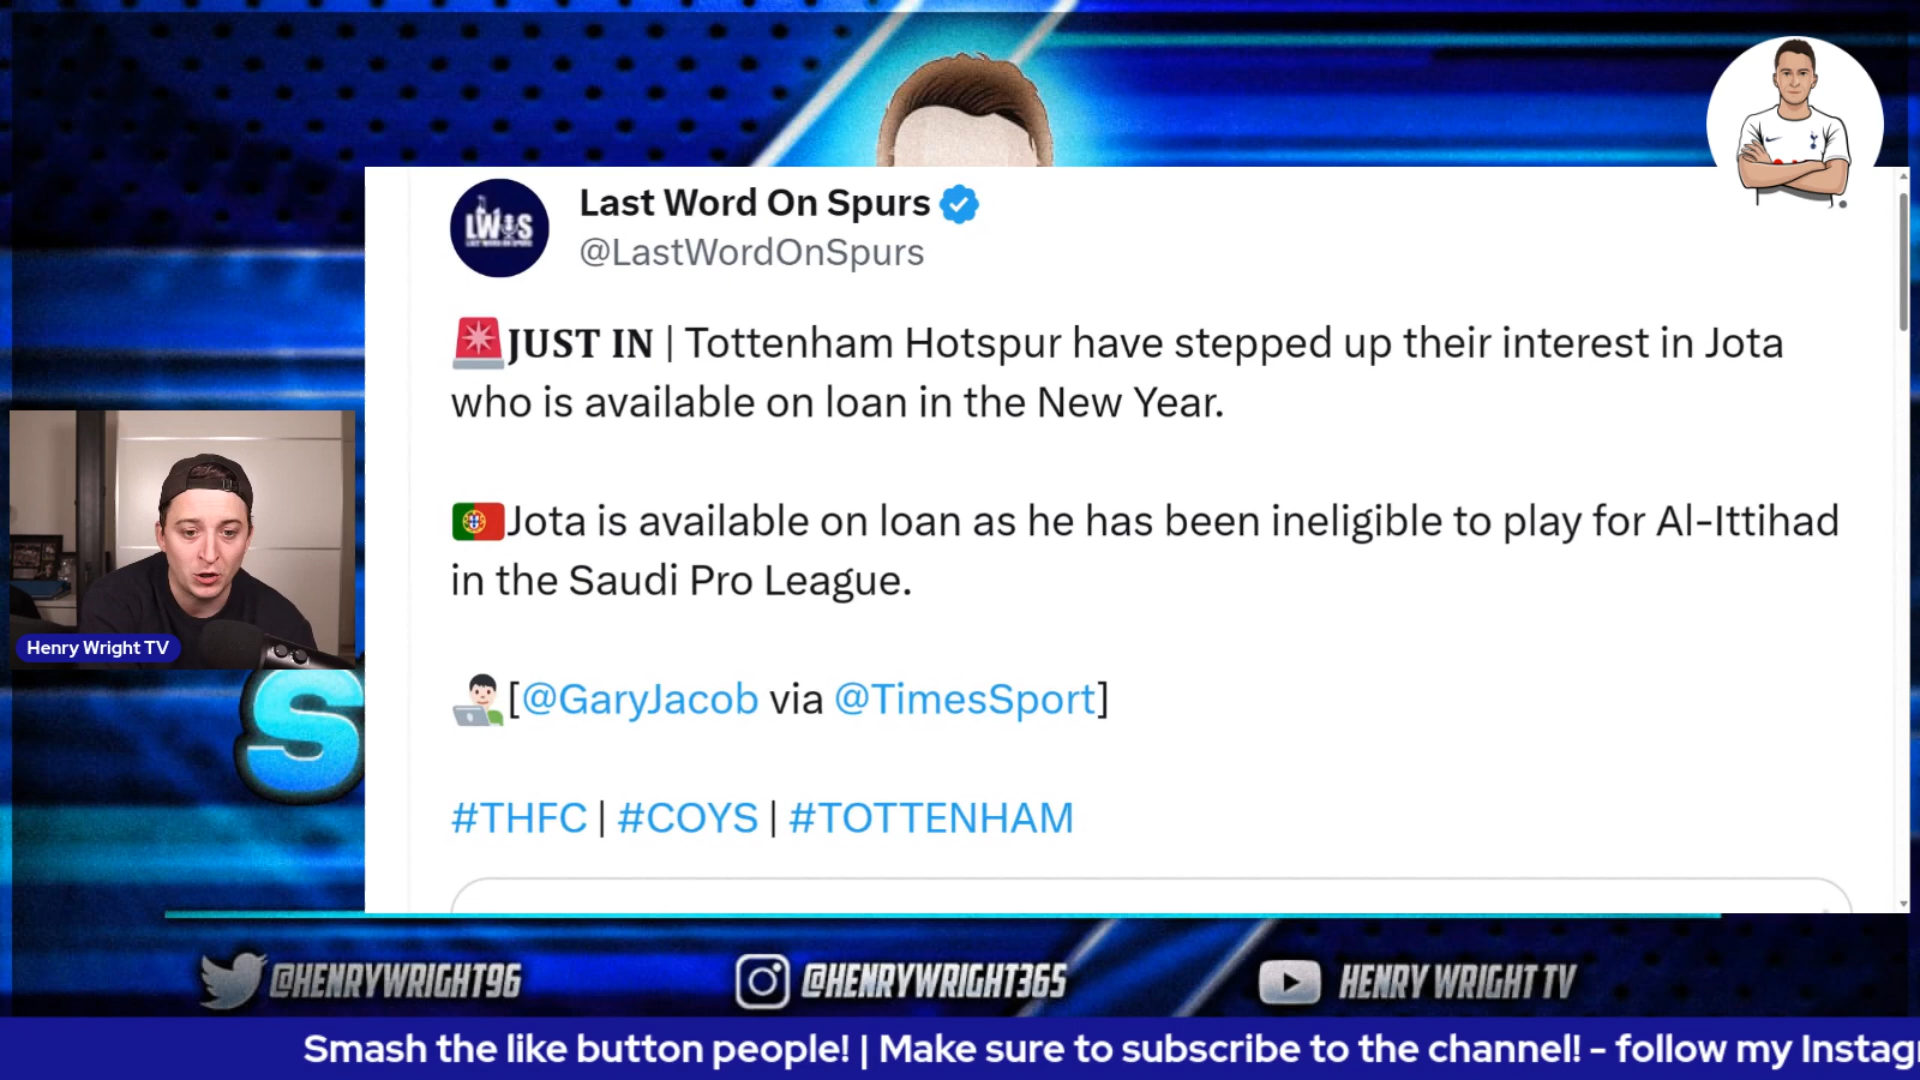 Last Word On Spurs
@LastWordOnSpurs
LW S
JUST IN | Tottenham Hotspur have stepped up their interest in Jota
who is available on loan in the New Year.
Jota is available on loan as he has been ineligible to play for Al-Ittihad
in the Saudi Pro League.
[@GaryJacob via @TimesSport]
#THFC | #COYS | #TOTTENHAM
Henry Wright TV
S
@HENRYWRIGHT96
@HENRYWRIGHT365
HENRY WRIGHT TV
Smash the like button people! | Make sure to subscribe to the channel! - follow my Instag